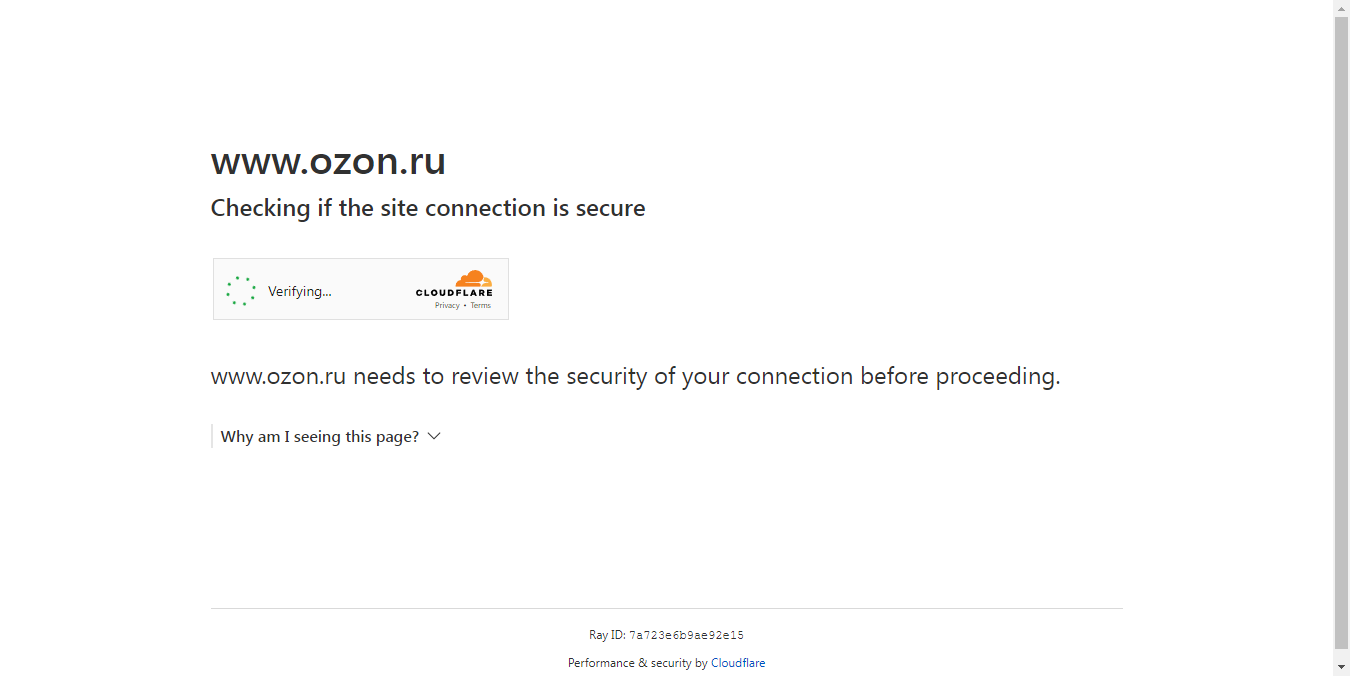 www.ozon.ru
Checking if the site connection is secure
Verifying...
CLOUDFLARE
Privacy • Terms
www.ozon.ru needs to review the security of your connection before proceeding.
Why am I seeing this page?
Ray ID: 7a723e6b9ae92e15
Performance & security by Cloudflare